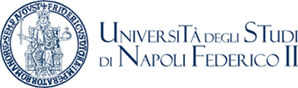 UNIVERSITÀ DEGLI STUDI
DI NAPOLI FEDERICO II